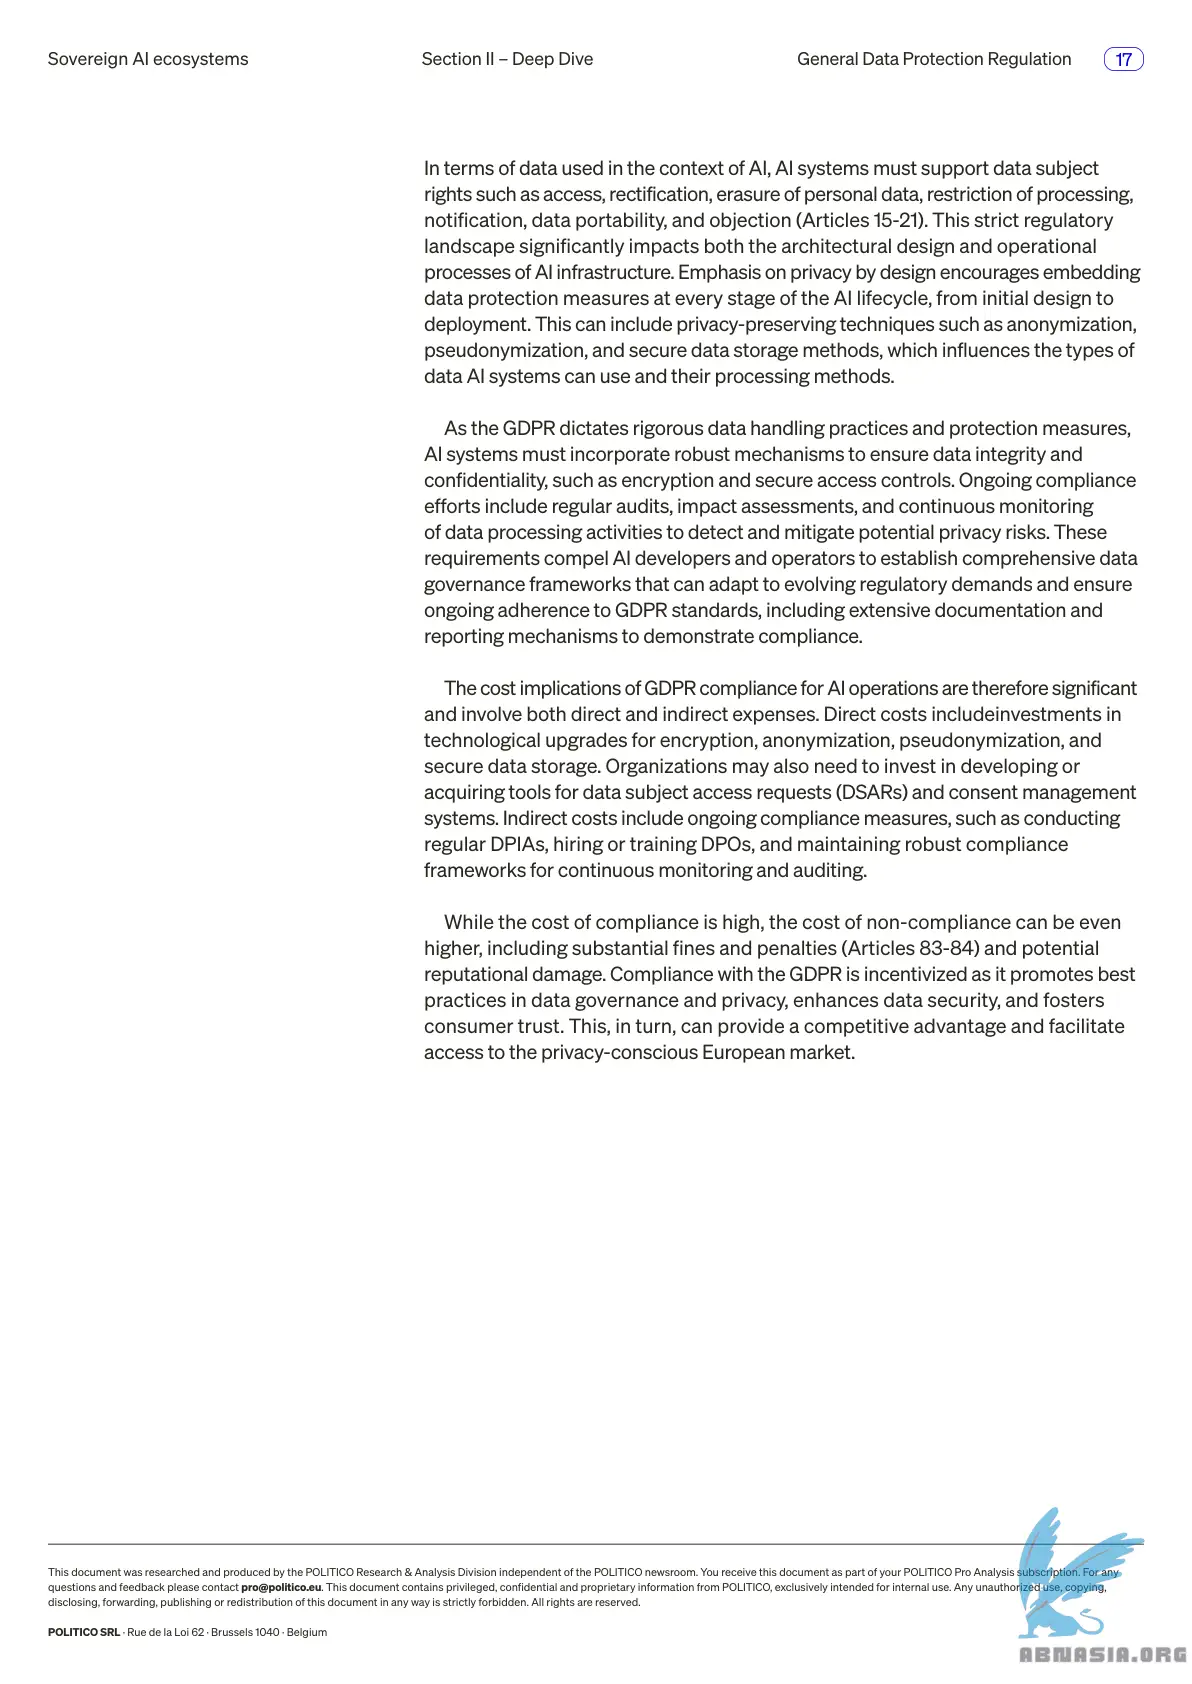 Sovereign AI ecosystems
Section II – Deep Dive
General Data Protection Regulation
17
In terms of data used in the context of AI, AI systems must support data subject
rights such as access, rectification, erasure of personal data, restriction of processing,
notification, data portability, and objection (Articles 15-21). This strict regulatory
landscape significantly impacts both the architectural design and operational
processes of AI infrastructure. Emphasis on privacy by design encourages embedding
data protection measures at every stage of the AI lifecycle, from initial design to
deployment. This can include privacy-preserving techniques such as anonymization,
pseudonymization, and secure data storage methods, which influences the types of
data AI systems can use and their processing methods.
As the GDPR dictates rigorous data handling practices and protection measures,
AI systems must incorporate robust mechanisms to ensure data integrity and
confidentiality, such as encryption and secure access controls. Ongoing compliance
efforts include regular audits, impact assessments, and continuous monitoring
of data processing activities to detect and mitigate potential privacy risks. These
requirements compel AI developers and operators to establish comprehensive data
governance frameworks that can adapt to evolving regulatory demands and ensure
ongoing adherence to GDPR standards, including extensive documentation and
reporting mechanisms to demonstrate compliance.
The cost implications of GDPR compliance for AI operations are therefore significant
and involve both direct and indirect expenses. Direct costs includeinvestments in
technological upgrades for encryption, anonymization, pseudonymization, and
secure data storage. Organizations may also need to invest in developing or
acquiring tools for data subject access requests (DSARs) and consent management
systems. Indirect costs include ongoing compliance measures, such as conducting
regular DPIAs, hiring or training DPOs, and maintaining robust compliance
frameworks for continuous monitoring and auditing.
While the cost of compliance is high, the cost of non-compliance can be even
higher, including substantial fines and penalties (Articles 83-84) and potential
reputational damage. Compliance with the GDPR is incentivized as it promotes best
practices in data governance and privacy, enhances data security, and fosters
consumer trust. This, in turn, can provide a competitive advantage and facilitate
access to the privacy-conscious European market.
This document was researched and produced by the POLITICO Research & Analysis Division independent of the POLITICO newsroom. You receive this document as part of your POLITICO Pro Analysis subscription. For any
questions and feedback please contact pro@politico.eu. This document contains privileged, confidential and proprietary information from POLITICO, exclusively intended for internal use. Any unauthorized use, copying,
disclosing, forwarding, publishing or redistribution of this document in any way is strictly forbidden. All rights are reserved.
POLITICO SRL · Rue de la Loi 62 · Brussels 1040 · Belgium
ABNASIA.ORG